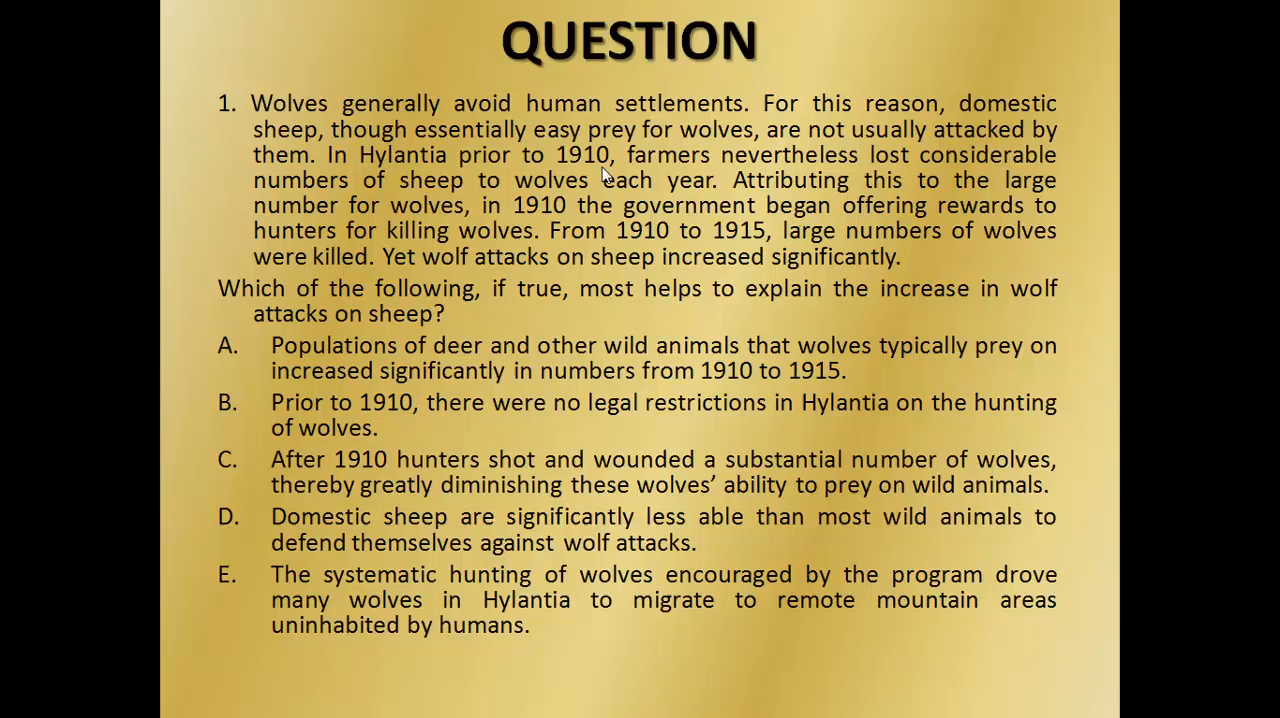 QUESTION
1. Wolves generally avoid human settlements. For this reason, domestic
sheep, though essentially easy prey for wolves, are not usually attacked by
them. In Hylantia prior to 1910, farmers nevertheless lost considerable
numbers of sheep to wolves each year. Attributing this to the large
number for wolves, in 1910 the government began offering rewards to
hunters for killing wolves. From 1910 to 1915, large numbers of wolves
were killed. Yet wolf attacks on sheep increased significantly.
Which of the following, if true, most helps to explain the increase in wolf
attacks on sheep?
A. Populations of deer and other wild animals that wolves typically prey on
increased significantly in numbers from 1910 to 1915.
B. Prior to 1910, there were no legal restrictions in Hylantia on the hunting
of wolves.
C. After 1910 hunters shot and wounded a substantial number of wolves,
thereby greatly diminishing these wolves’ ability to prey on wild animals.
D. Domestic sheep are significantly less able than most wild animals to
defend themselves against wolf attacks.
E. The systematic hunting of wolves encouraged by the program drove
many wolves in Hylantia to migrate to remote mountain areas
uninhabited by humans.